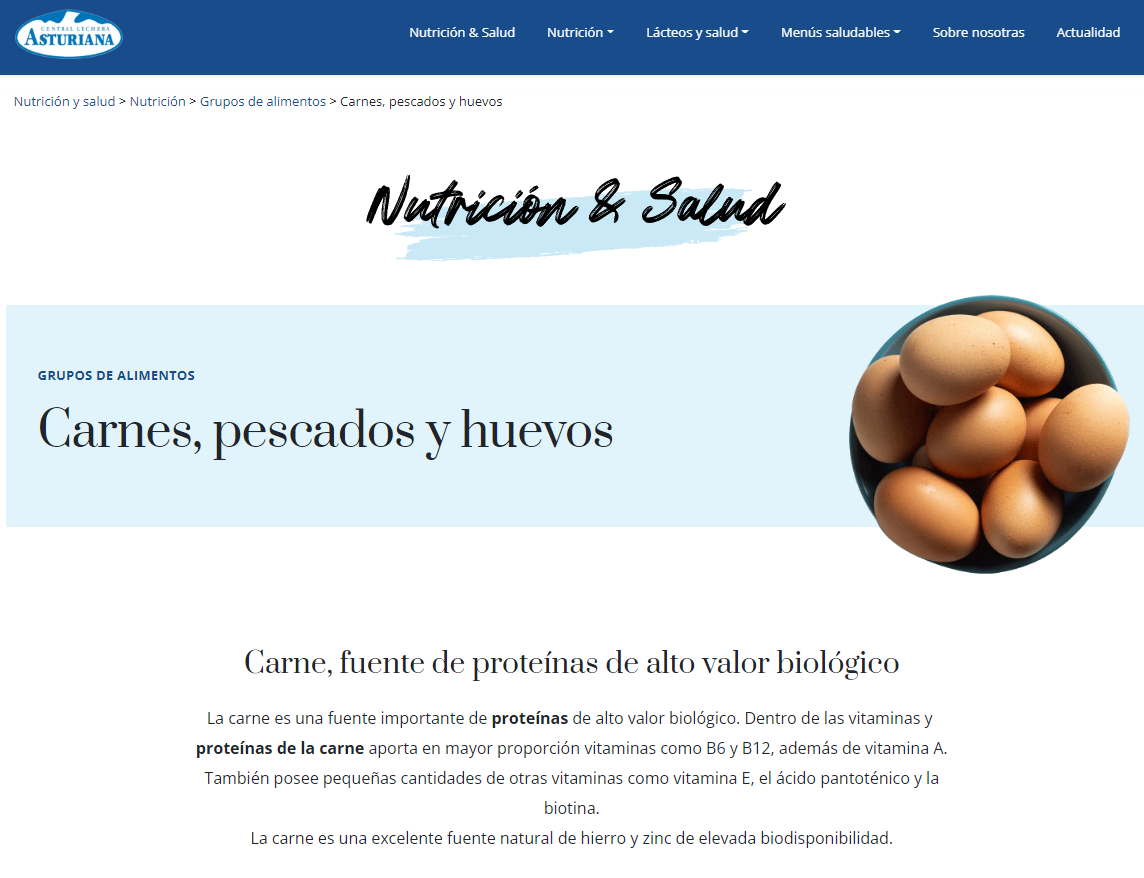 CENTRAL LECHERA
ASTURIANA
Nutrición & Salud
Nutrición
Lácteos y salud
Menús saludables
Sobre nosotras
Actualidad
Nutrición y salud > Nutrición > Grupos de alimentos > Carnes, pescados y huevos
Nutrición & Salud
GRUPOS DE ALIMENTOS
Carnes, pescados y huevos
Carne, fuente de proteínas de alto valor biológico
La carne es una fuente importante de proteínas de alto valor biológico. Dentro de las vitaminas y
proteínas de la carne aporta en mayor proporción vitaminas como B6 y B12, además de vitamina A.
También posee pequeñas cantidades de otras vitaminas como vitamina E, el ácido pantoténico y la
biotina.
La carne es una excelente fuente natural de hierro y zinc de elevada biodisponibilidad.